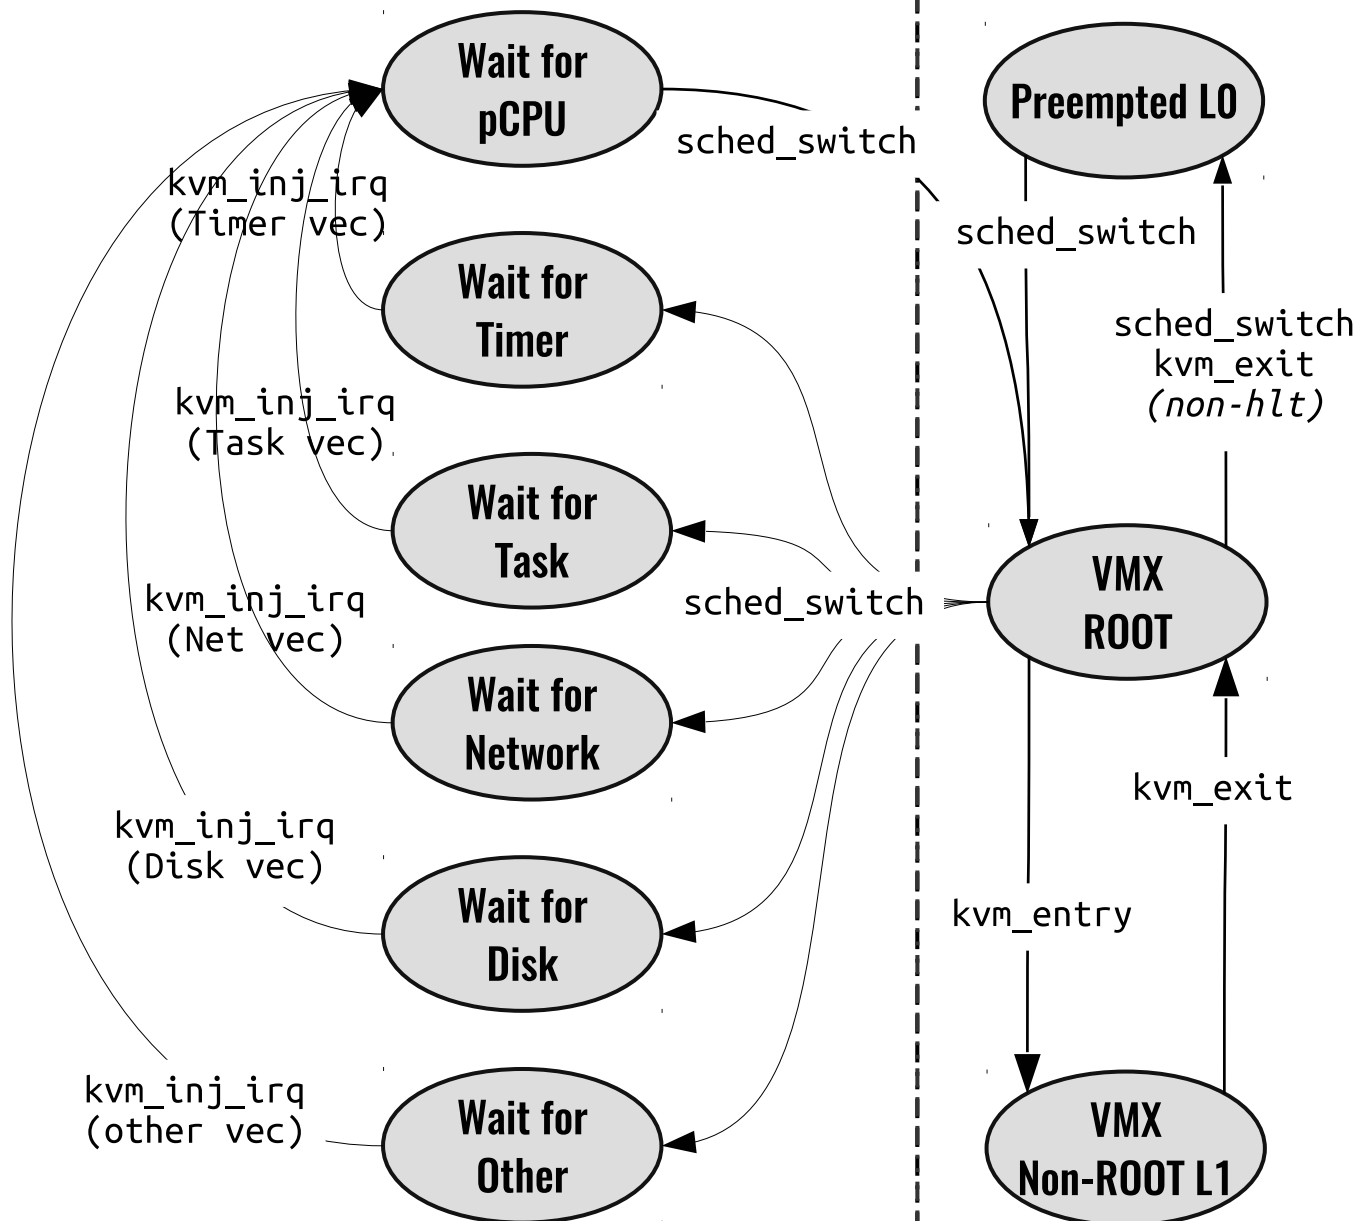 Wait for
pCPU
Preempted L0
sched_switch
kvm_inj_irq
(Timer vec)
sched_switch
Wait for
Timer
sched_switch
kvm_exit
(non-hlt)
kvm_inj_irq
(Task vec)
Wait for
Task
VMX
ROOT
sched_switch
kvm_inj_irq
(Net vec)
Wait for
Network
kvm_exit
kvm_inj_irq
(Disk vec)
Wait for
Disk
kvm_entry
kvm_inj_irq
(other vec)
Wait for
Other
VMX
Non-ROOT L1